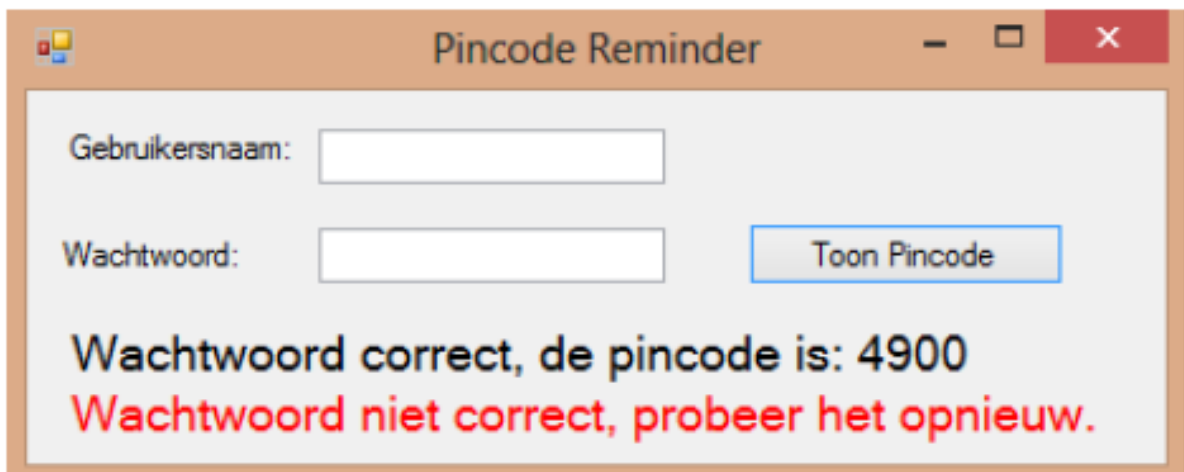 Pincode Reminder
Gebruikersnaam:
Wachtwoord:
Toon Pincode
Wachtwoord correct, de pincode is: 4900
Wachtwoord niet correct, probeer het opnieuw.